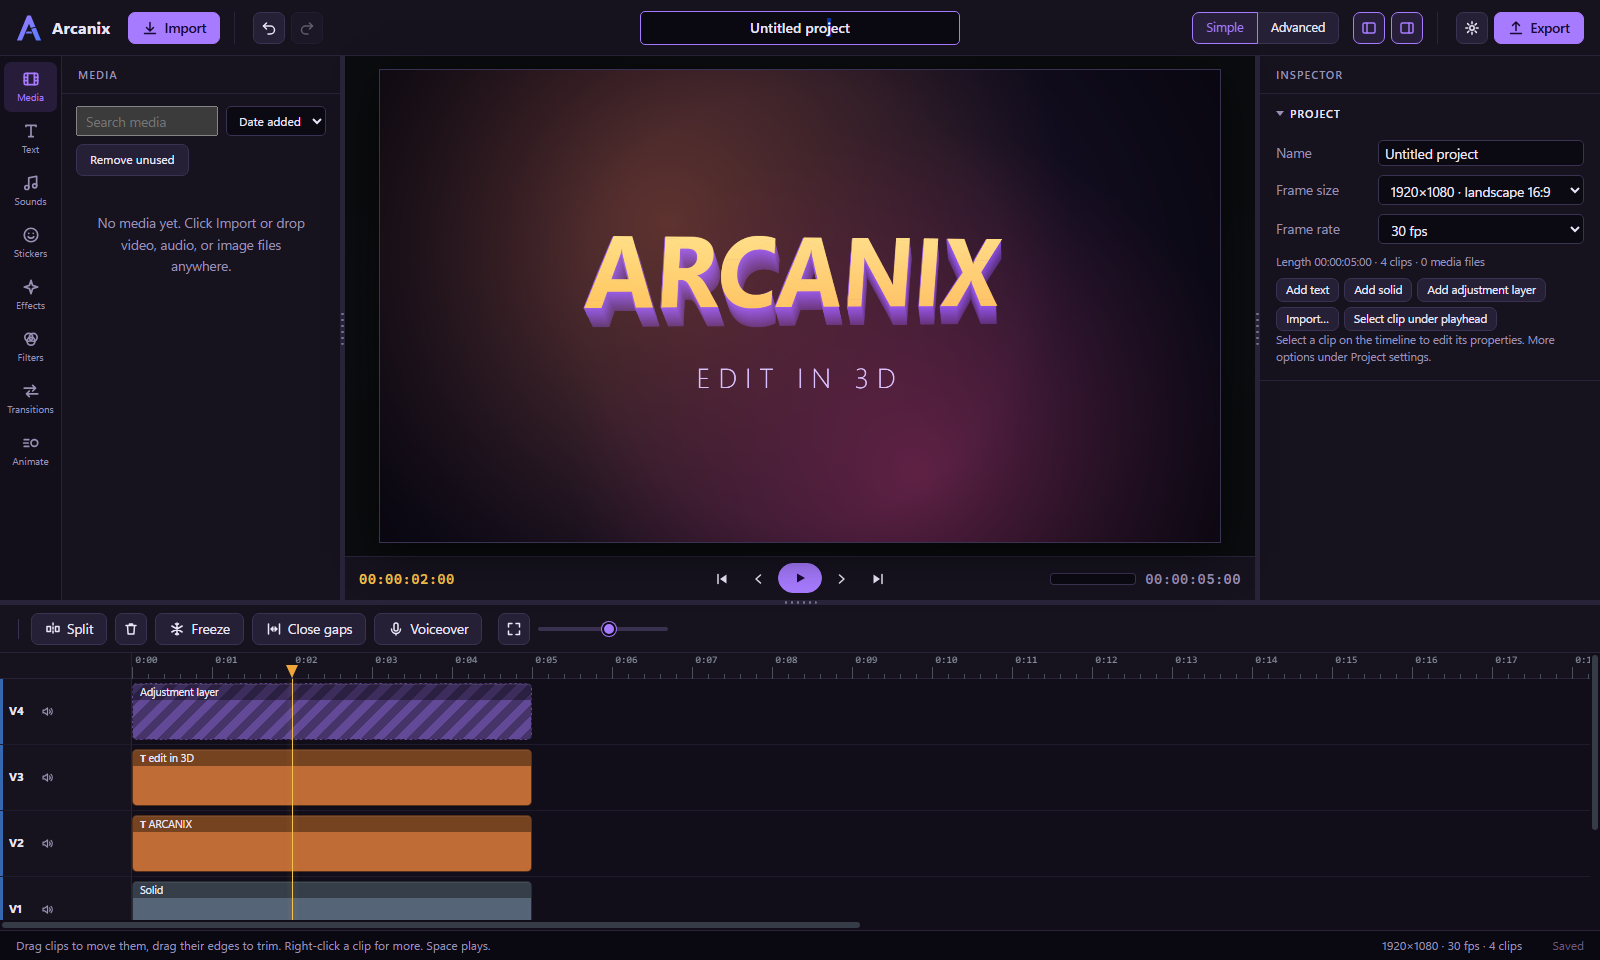 Arcanix
Import
Untitled project
Simple
Advanced
Export
Media
Text
Sounds
Stickers
Effects
Filters
Transitions
Animate
MEDIA
Search media
Date added
Remove unused
No media yet. Click Import or drop
video, audio, or image files
anywhere.
ARCANIX
EDIT IN 3D
00:00:02:00
00:00:05:00
INSPECTOR
PROJECT
Name
Untitled project
Frame size
1920×1080 · landscape 16:9
Frame rate
30 fps
Length 00:00:05:00 · 4 clips · 0 media files
Add text
Add solid
Add adjustment layer
Import...
Select clip under playhead
Select a clip on the timeline to edit its properties. More
options under Project settings.
Split
Freeze
Close gaps
Voiceover
0:00 0:01 0:02 0:03 0:04 0:05 0:06 0:07 0:08 0:09 0:10 0:11 0:12 0:13 0:14 0:15 0:16 0:17
V4
Adjustment layer
V3
T edit in 3D
V2
T ARCANIX
V1
Solid
Drag clips to move them, drag their edges to trim. Right-click a clip for more. Space plays.
1920×1080 · 30 fps · 4 clips
Saved